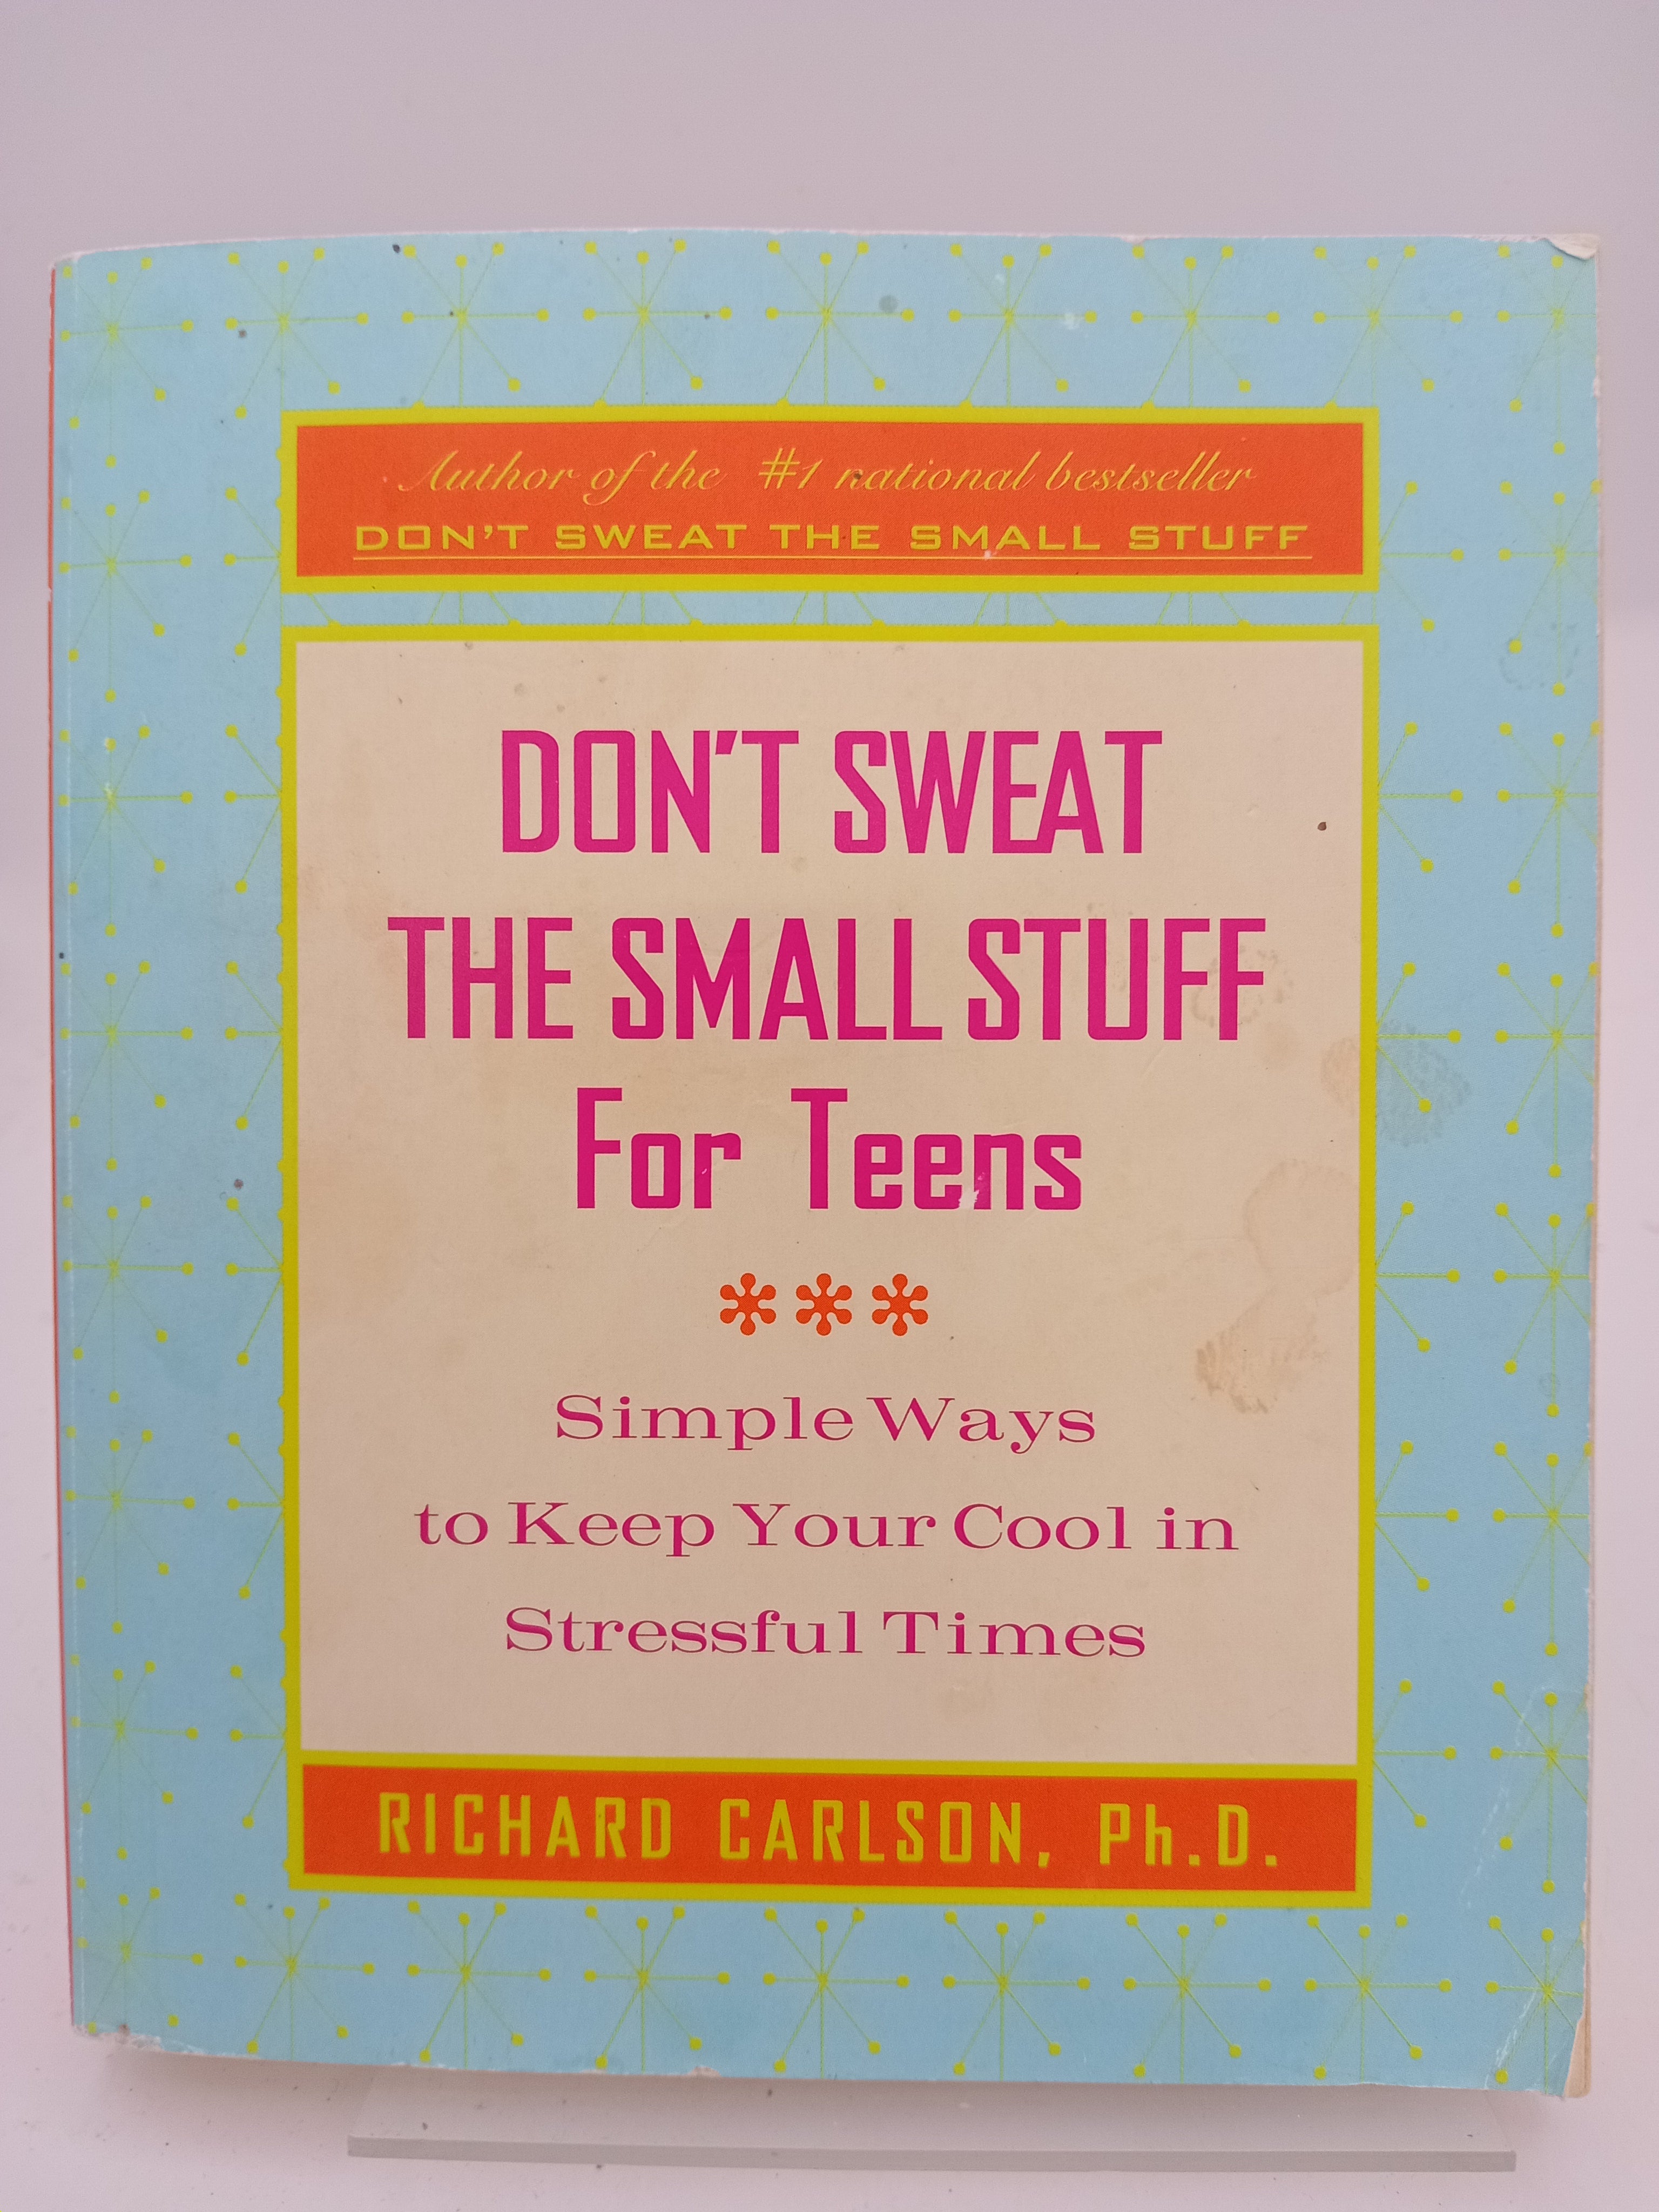 Author of the #1 national bestseller
DON'T SWEAT THE SMALL STUFF
DON'T SWEAT
THE SMALL STUFF
For Teens
Simple Ways
to Keep Your Cool in
Stressful Times
RICHARD CARLSON, Ph.D.